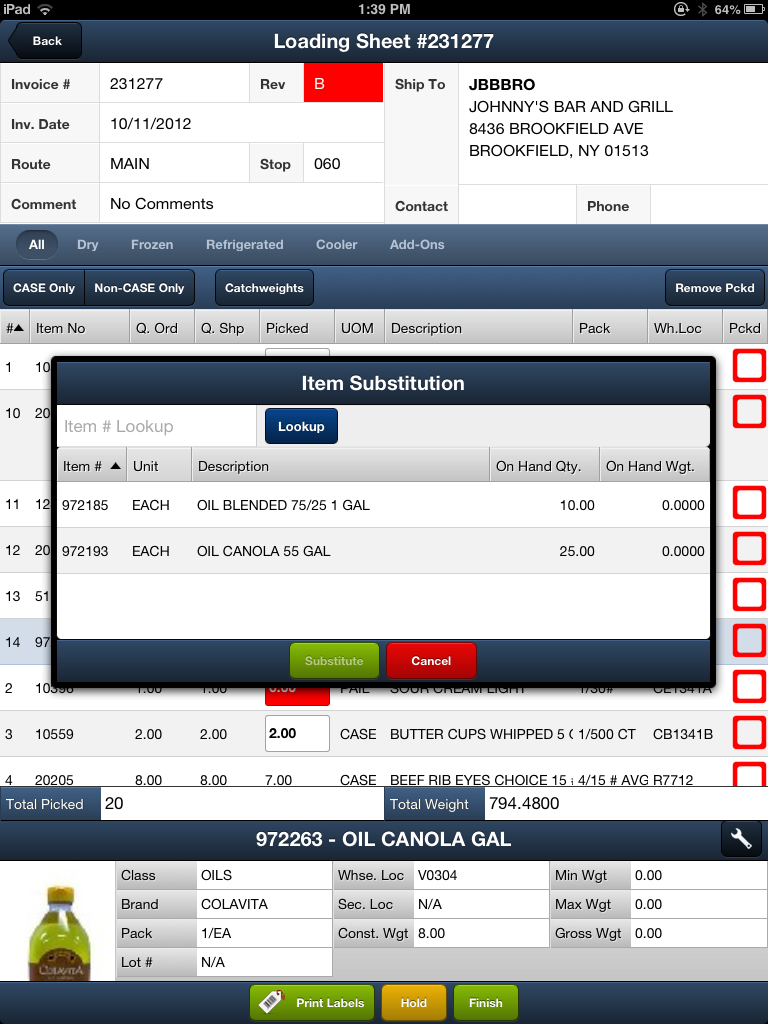 iPad 1:39 PM 64%
Back Loading Sheet #231277
Invoice # 231277 Rev B Ship To JBBBRO
JOHNNY'S BAR AND GRILL
Inv. Date 10/11/2012 8436 BROOKFIELD AVE
BROOKFIELD, NY 01513
Route MAIN Stop 060
Comment No Comments Contact Phone
All Dry Frozen Refrigerated Cooler Add-Ons
CASE Only Non-CASE Only Catchweights Remove Pckd
#▲ Item No Q. Ord Q. Shp Picked UOM Description Pack Wh.Loc Pckd
1 10
Item Substitution
10 20
Item # Lookup Lookup
Item # ▲ Unit Description On Hand Qty. On Hand Wgt.
11 12
972185 EACH OIL BLENDED 75/25 1 GAL 10.00 0.0000
12 20
972193 EACH OIL CANOLA 55 GAL 25.00 0.0000
13 51
14 97
Substitute Cancel
2 10396 1.00 1.00 0.00 PAIL SOUR CREAM LIGHT 1/30# CE1341A
3 10559 2.00 2.00 2.00 CASE BUTTER CUPS WHIPPED 5 ( 1/500 CT CB1341B
4 20205 8.00 8.00 7.00 CASE BEEF RIB EYES CHOICE 15 4/15 # AVG R7712
Total Picked 20 Total Weight 794.4800
972263 - OIL CANOLA GAL
Class OILS Whse. Loc V0304 Min Wgt 0.00
Brand COLAVITA Sec. Loc N/A Max Wgt 0.00
Pack 1/EA Const. Wgt 8.00 Gross Wgt 0.00
Lot # N/A
COLAVITA
Print Labels Hold Finish